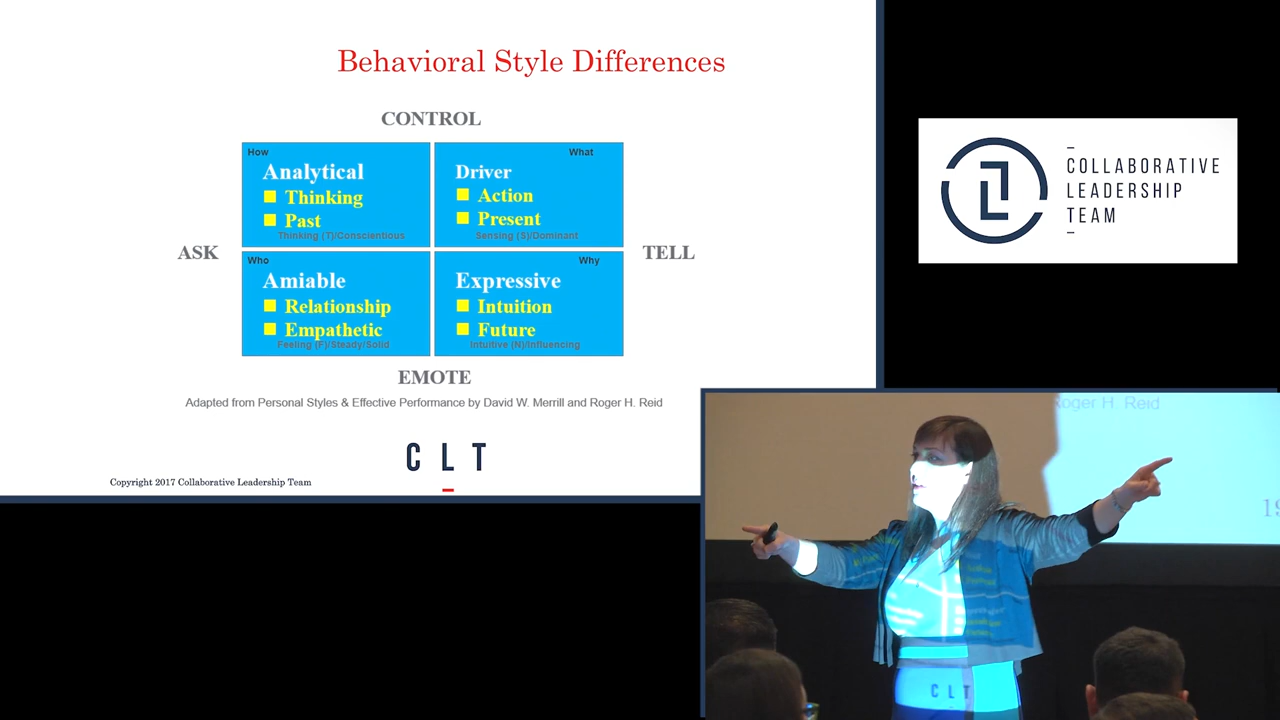 Behavioral Style Differences
CONTROL
How
Analytical
Thinking
Past
Thinking (T)/Conscientious
What
Driver
Action
Present
Sensing (S)/Dominant
ASK
TELL
Who
Amiable
Relationship
Empathetic
Feeling (F)/Steady/Solid
Why
Expressive
Intuition
Future
Intuitive (N)/Influencing
EMOTE
Adapted from Personal Styles & Effective Performance by David W. Merrill and Roger H. Reid
CLT
Copyright 2017 Collaborative Leadership Team
COLLABORATIVE
LEADERSHIP
TEAM
Roger H. Reid
CLT